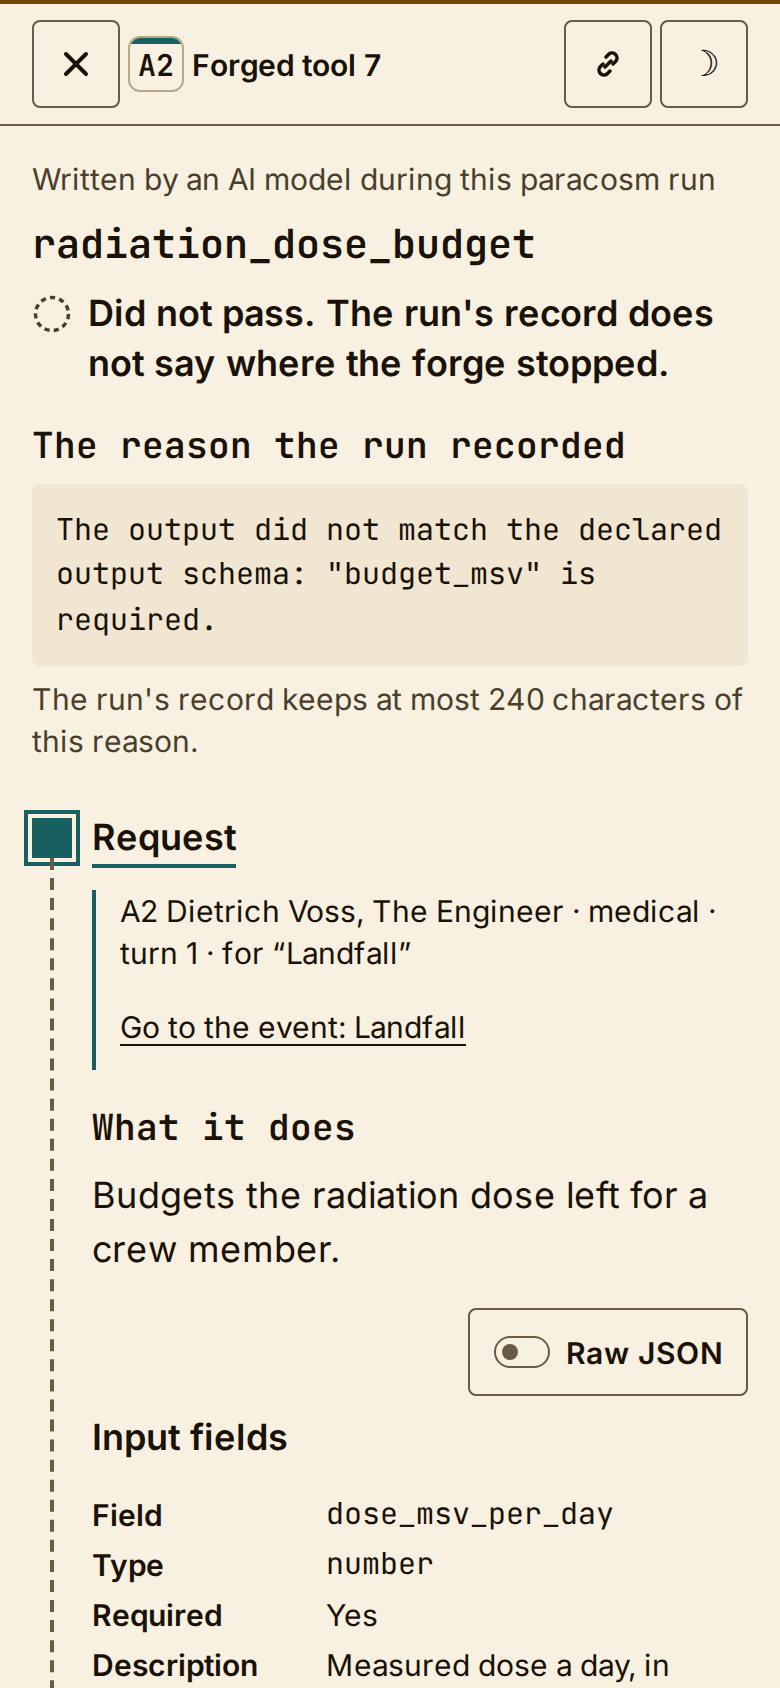 A2 Forged tool 7
Written by an AI model during this paracosm run
radiation_dose_budget
Did not pass. The run's record does
not say where the forge stopped.
The reason the run recorded
The output did not match the declared
output schema: "budget_msv" is
required.
The run's record keeps at most 240 characters of
this reason.
Request
A2 Dietrich Voss, The Engineer · medical ·
turn 1 · for “Landfall”
Go to the event: Landfall
What it does
Budgets the radiation dose left for a
crew member.
Raw JSON
Input fields
Field dose_msv_per_day
Type number
Required Yes
Description Measured dose a day, in